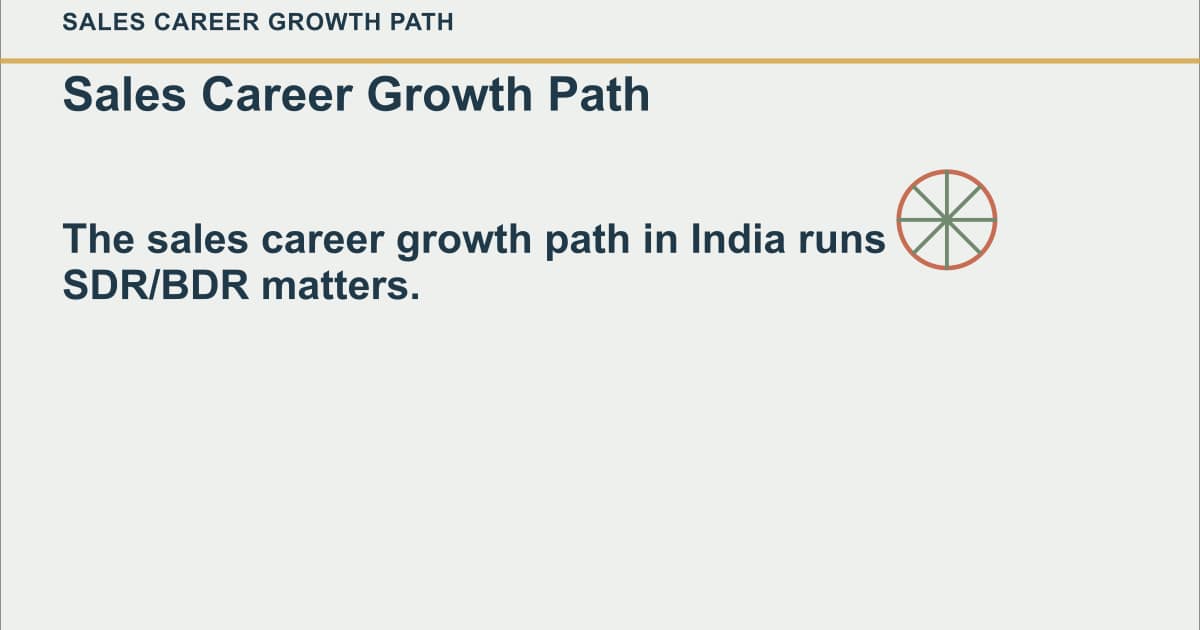 SALES CAREER GROWTH PATH
Sales Career Growth Path
The sales career growth path in India runs
SDR/BDR matters.